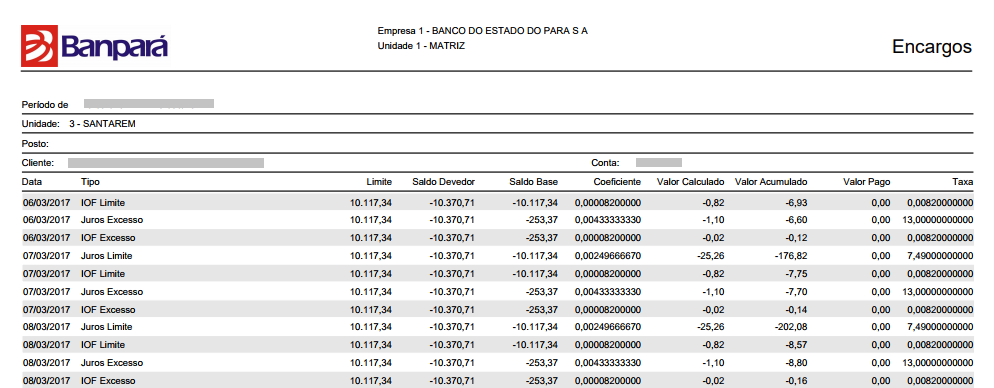 Banpará
Empresa 1 - BANCO DO ESTADO DO PARA S A
Unidade 1 - MATRIZ
Encargos
Período de
Unidade: 3 - SANTAREM
Posto:
Cliente: Conta:
Data Tipo Limite Saldo Devedor Saldo Base Coeficiente Valor Calculado Valor Acumulado Valor Pago Taxa
06/03/2017 IOF Limite 10.117,34 -10.370,71 -10.117,34 0,00008200000 -0,82 -6,93 0,00 0,00820000000
06/03/2017 Juros Excesso 10.117,34 -10.370,71 -253,37 0,00433333330 -1,10 -6,60 0,00 13,00000000000
06/03/2017 IOF Excesso 10.117,34 -10.370,71 -253,37 0,00008200000 -0,02 -0,12 0,00 0,00820000000
07/03/2017 Juros Limite 10.117,34 -10.370,71 -10.117,34 0,00249666670 -25,26 -176,82 0,00 7,49000000000
07/03/2017 IOF Limite 10.117,34 -10.370,71 -10.117,34 0,00008200000 -0,82 -7,75 0,00 0,00820000000
07/03/2017 Juros Excesso 10.117,34 -10.370,71 -253,37 0,00433333330 -1,10 -7,70 0,00 13,00000000000
07/03/2017 IOF Excesso 10.117,34 -10.370,71 -253,37 0,00008200000 -0,02 -0,14 0,00 0,00820000000
08/03/2017 Juros Limite 10.117,34 -10.370,71 -10.117,34 0,00249666670 -25,26 -202,08 0,00 7,49000000000
08/03/2017 IOF Limite 10.117,34 -10.370,71 -10.117,34 0,00008200000 -0,82 -8,57 0,00 0,00820000000
08/03/2017 Juros Excesso 10.117,34 -10.370,71 -253,37 0,00433333330 -1,10 -8,80 0,00 13,00000000000
08/03/2017 IOF Excesso 10.117,34 -10.370,71 -253,37 0,00008200000 -0,02 -0,16 0,00 0,00820000000